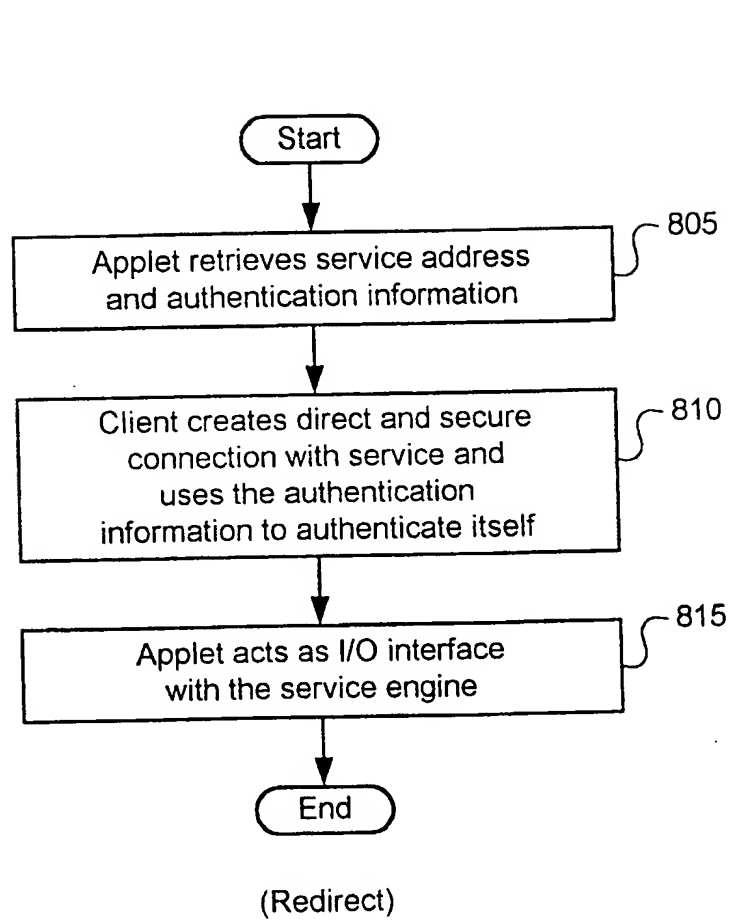 Start
805
Applet retrieves service address
and authentication information
810
Client creates direct and secure
connection with service and
uses the authentication
information to authenticate itself
815
Applet acts as I/O interface
with the service engine
End
(Redirect)